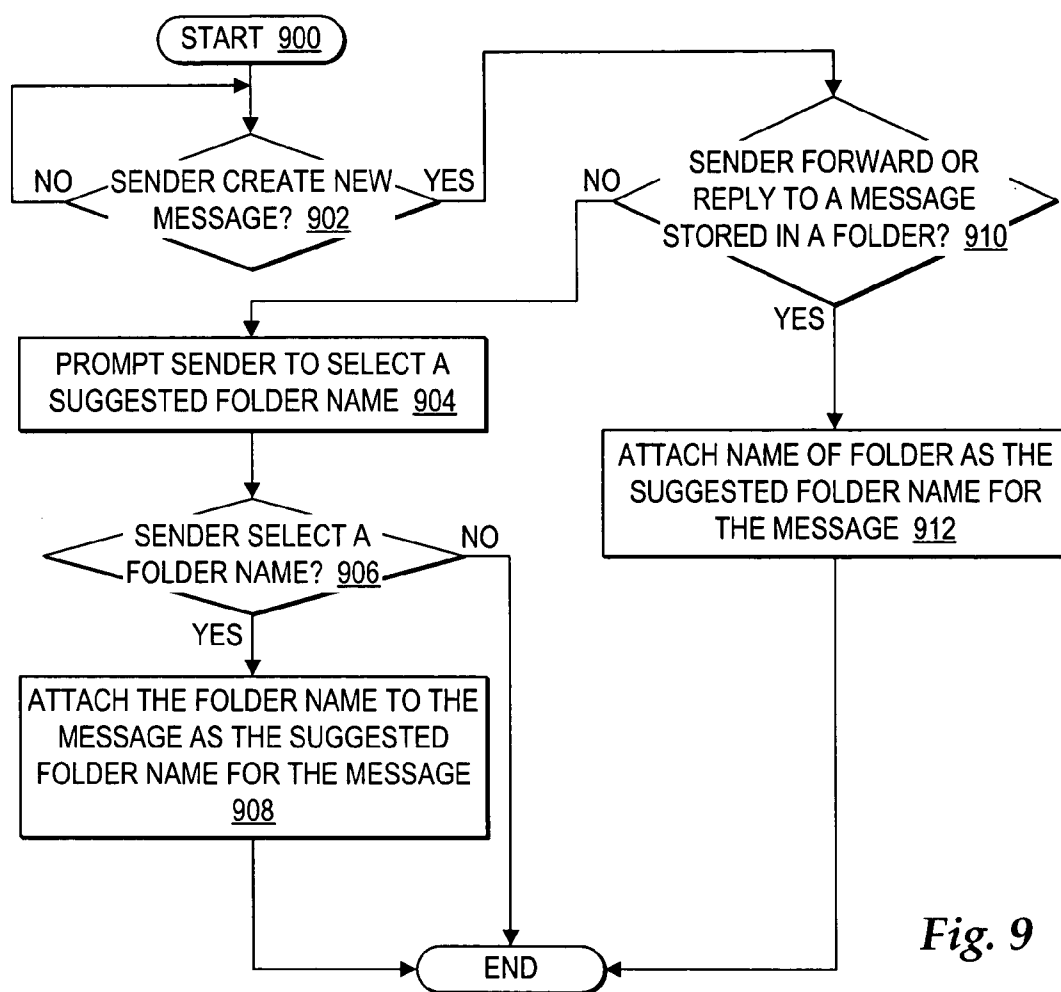 START 900
NO
SENDER CREATE NEW
MESSAGE? 902
YES
SENDER FORWARD OR
REPLY TO A MESSAGE
STORED IN A FOLDER? 910
NO
YES
PROMPT SENDER TO SELECT A
SUGGESTED FOLDER NAME 904
ATTACH NAME OF FOLDER AS THE
SUGGESTED FOLDER NAME FOR
THE MESSAGE 912
SENDER SELECT A
FOLDER NAME? 906
NO
YES
ATTACH THE FOLDER NAME TO THE
MESSAGE AS THE SUGGESTED
FOLDER NAME FOR THE MESSAGE
908
END
Fig. 9